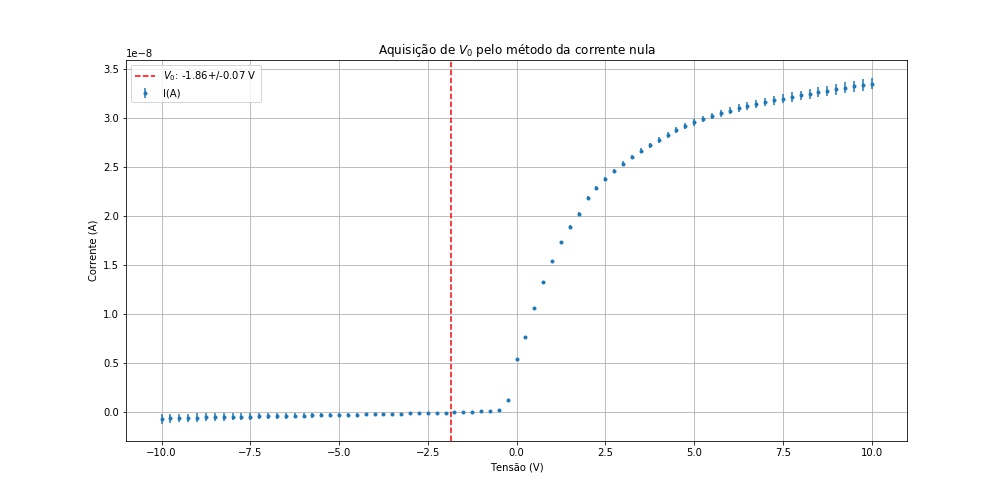 Aquisição de V₀ pelo método da corrente nula
1e−8
V₀: -1.86+/-0.07 V
I(A)
3.5
3.0
2.5
2.0
1.5
1.0
0.5
0.0
Corrente (A)
−10.0 −7.5 −5.0 −2.5 0.0 2.5 5.0 7.5 10.0
Tensão (V)